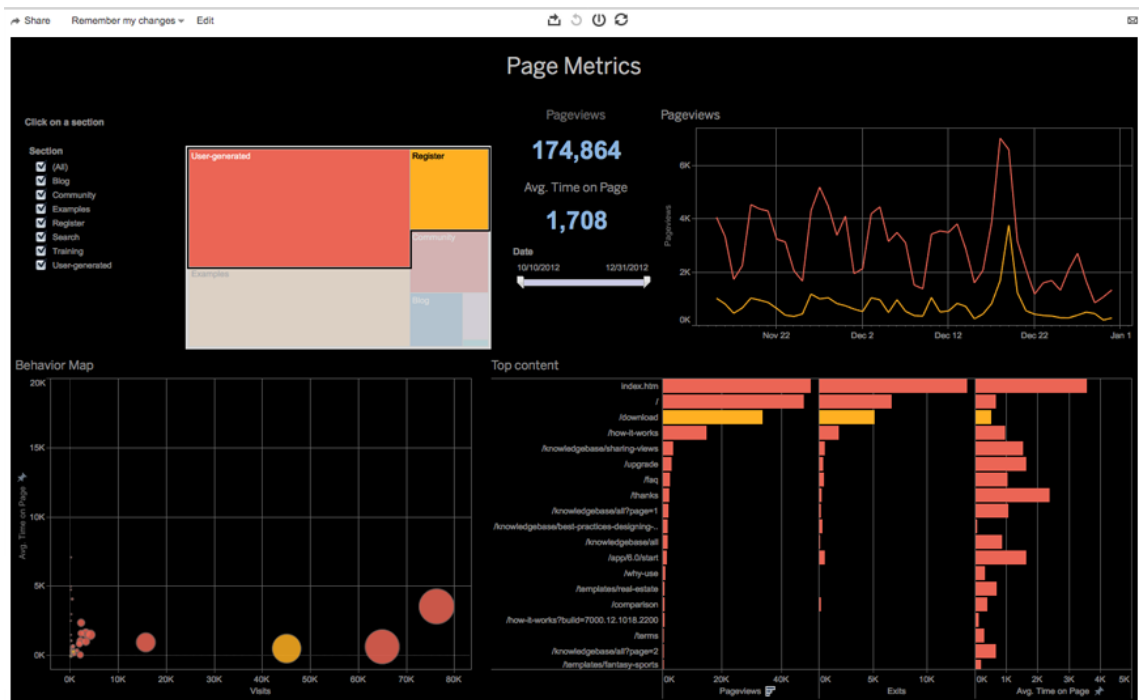 Share Remember my changes Edit
Page Metrics
Click on a section
Section
(All)
Blog
Community
Examples
Register
Search
Training
User-generated
User-generated
Register
Examples
Community
Blog
Pageviews
174,864
Avg. Time on Page
1,708
Date
10/10/2012 12/31/2012
Pageviews
Pageviews
6K
4K
2K
0K
Nov 22 Dec 2 Dec 12 Dec 22 Jan 1
Behavior Map
Avg. Time on Page
20K
15K
10K
5K
0K
0K 10K 20K 30K 40K 50K 60K 70K 80K
Visits
Top content
index.htm
/
/download
/how-it-works
/knowledgebase/sharing-views
/upgrade
/faq
/thanks
/knowledgebase/all?page=1
/knowledgebase/best-practices-designing-..
/knowledgebase/all
/app/6.0/start
/why-use
/templates/real-estate
/comparison
/how-it-works?build=7000.12.1018.2200
/terms
/knowledgebase/all?page=2
/templates/fantasy-sports
0K 20K 40K 0K 5K 10K 0K 1K 2K 3K 4K 5K
Pageviews Exits Avg. Time on Page